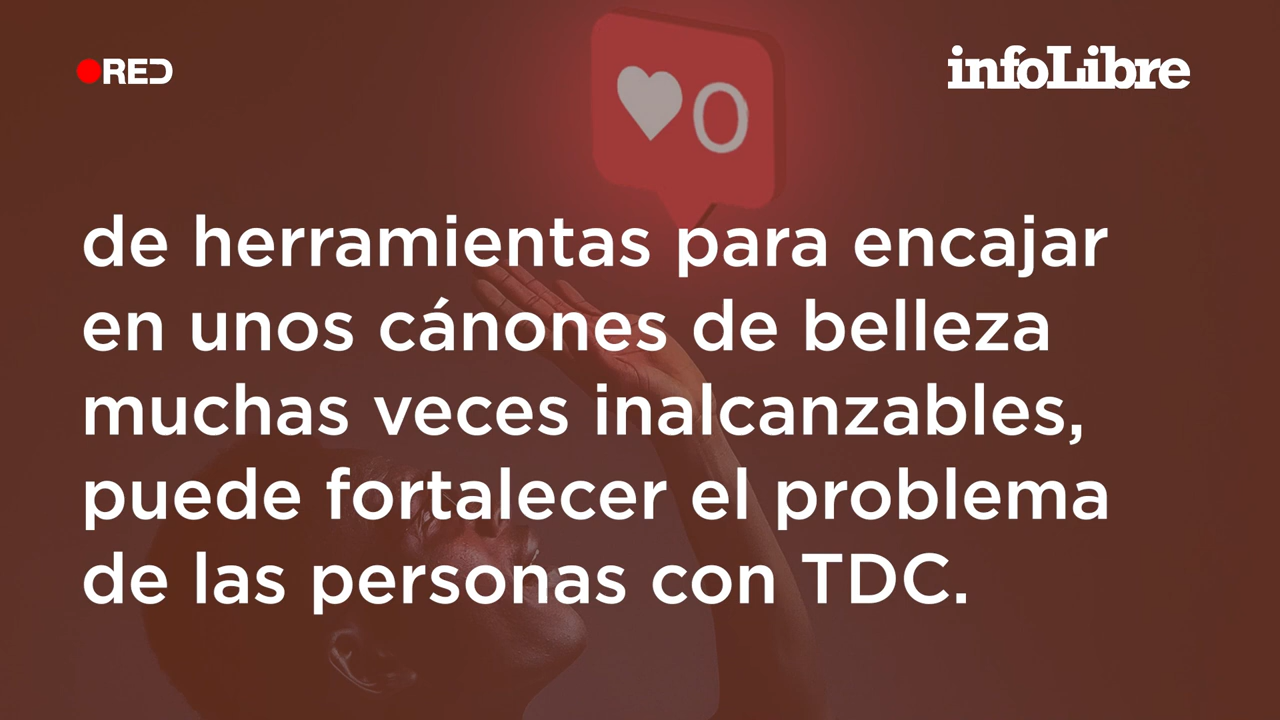 RED
infoLibre
0
de herramientas para encajar
en unos cánones de belleza
muchas veces inalcanzables,
puede fortalecer el problema
de las personas con TDC.